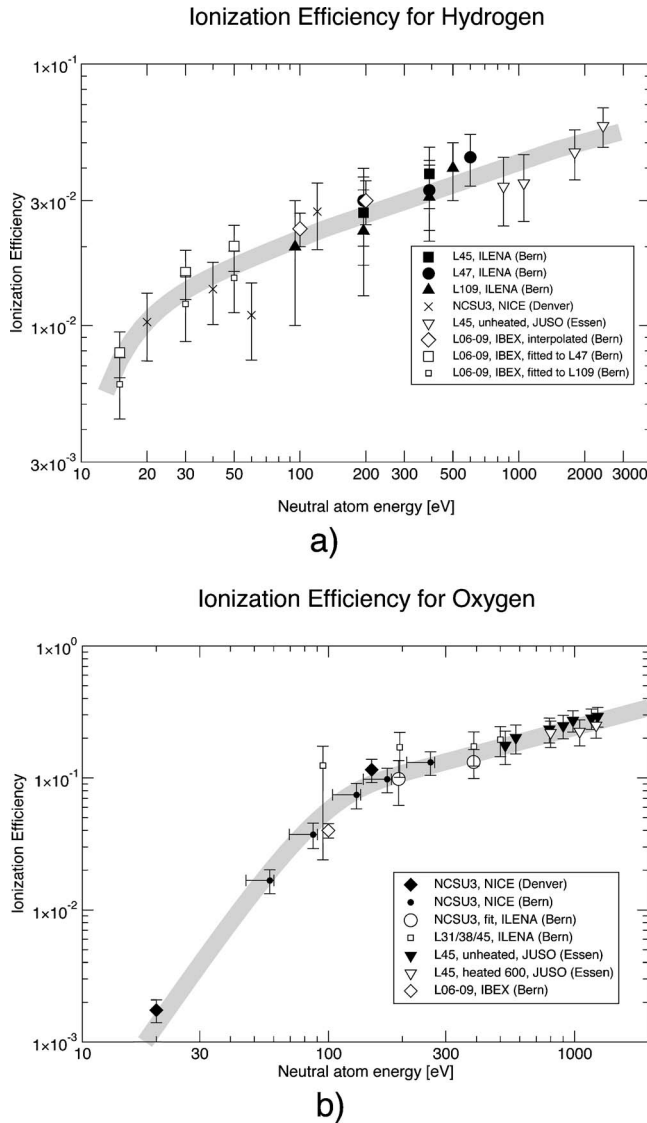 Ionization Efficiency for Hydrogen
1×10⁻¹
3×10⁻²
1×10⁻²
3×10⁻³
Ionization Efficiency
L45, ILENA (Bern)
L47, ILENA (Bern)
L109, ILENA (Bern)
NCSU3, NICE (Denver)
L45, unheated, JUSO (Essen)
L06-09, IBEX, interpolated (Bern)
L06-09, IBEX, fitted to L47 (Bern)
L06-09, IBEX, fitted to L109 (Bern)
10 20 30 50 100 200 300 500 1000 2000 3000
Neutral atom energy [eV]
a)
Ionization Efficiency for Oxygen
1×10⁰
1×10⁻¹
1×10⁻²
1×10⁻³
Ionization Efficiency
NCSU3, NICE (Denver)
NCSU3, NICE (Bern)
NCSU3, fit, ILENA (Bern)
L31/38/45, ILENA (Bern)
L45, unheated, JUSO (Essen)
L45, heated 600, JUSO (Essen)
L06-09, IBEX (Bern)
10 30 100 300 1000
Neutral atom energy [eV]
b)